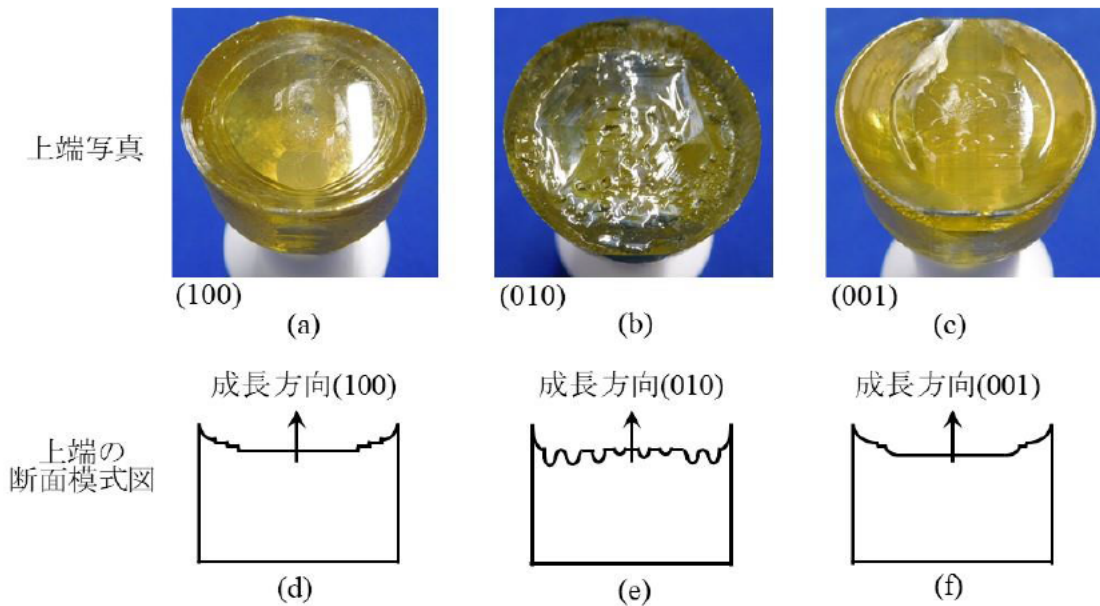 上端写真
(100)
(a)
(010)
(b)
(001)
(c)
成長方向(100)
成長方向(010)
成長方向(001)
上端の
断面模式図
(d)
(e)
(f)